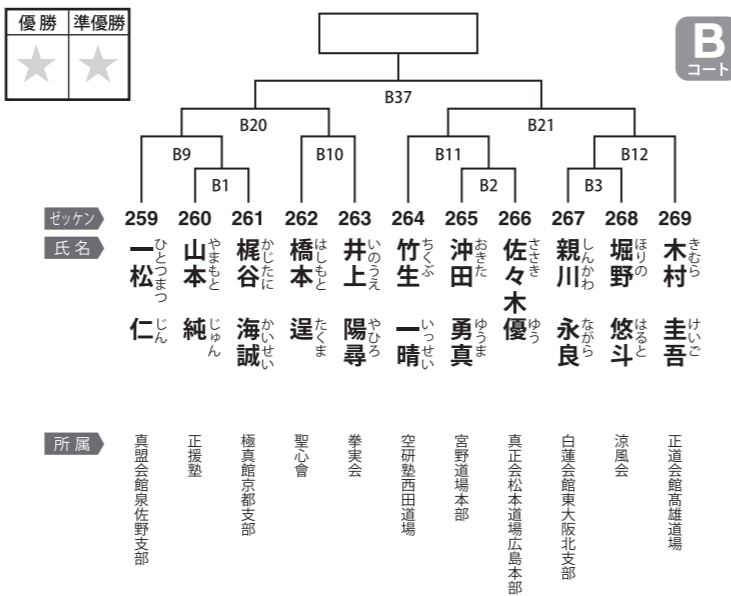 優勝 準優勝
B
コート
B37
B20 B21
B9 B10 B11 B12
B1 B2 B3
ゼッケン 259 260 261 262 263 264 265 266 267 268 269
氏名
一松 仁
ひとつまつ じん
山本 純
やまもと じゅん
梶谷 海誠
かじたに かいせい
橋本 逞
はしもと たくま
井上 陽尋
いのうえ やひろ
竹生 一晴
ちくぶ いっせい
沖田 勇真
おきた ゆうま
佐々木 優
ささき ゆう
親川 永良
しんかわ ながら
堀野 悠斗
ほりの はると
木村 圭吾
きむら けいご
所属
真盟会館泉佐野支部
正援塾
極真館京都支部
聖心會
拳実会
空研塾西田道場
宮野道場本部
真正会松本道場広島本部
白蓮会館東大阪北支部
涼風会
正道会館髙雄道場